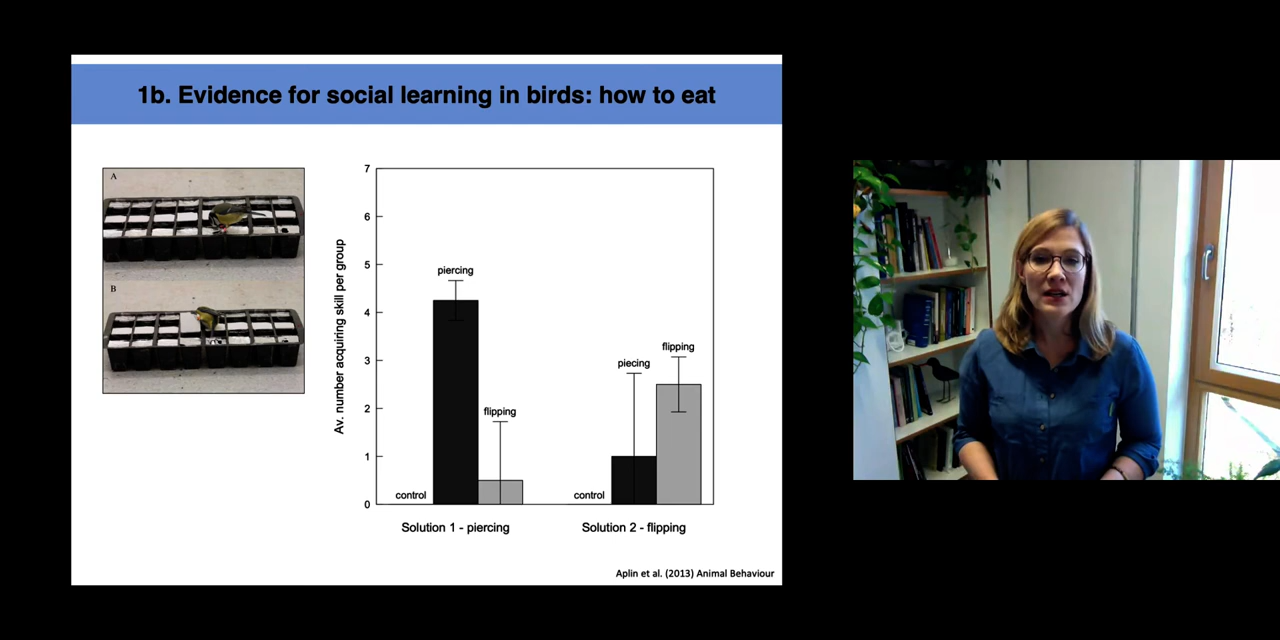 1b. Evidence for social learning in birds: how to eat
A
B
Av. number acquiring skill per group
7
6
5
4
3
2
1
0
piercing
flipping
control
piecing
flipping
control
Solution 1 - piercing
Solution 2 - flipping
Aplin et al. (2013) Animal Behaviour